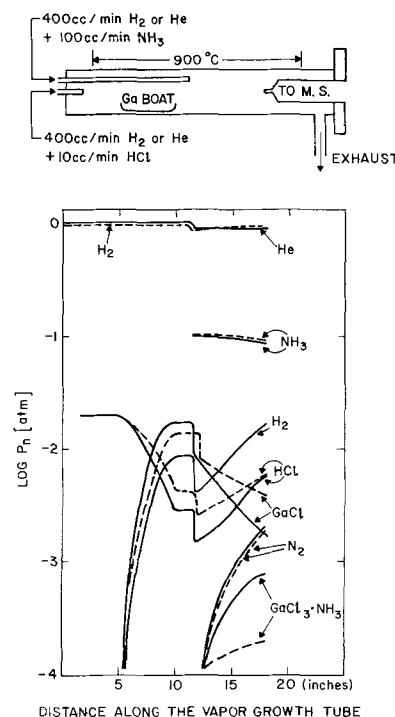 400cc/min H₂ or He
+ 100cc/min NH₃
900°C
Ga BOAT
TO M. S.
400cc/min H₂ or He
+10cc/min HCl
EXHAUST
0
H₂
He
-1
NH₃
LOG Pₙ [atm]
-2
H₂
HCl
GaCl
-3
N₂
GaCl₃·NH₃
-4
5 10 15 20 (inches)
DISTANCE ALONG THE VAPOR GROWTH TUBE